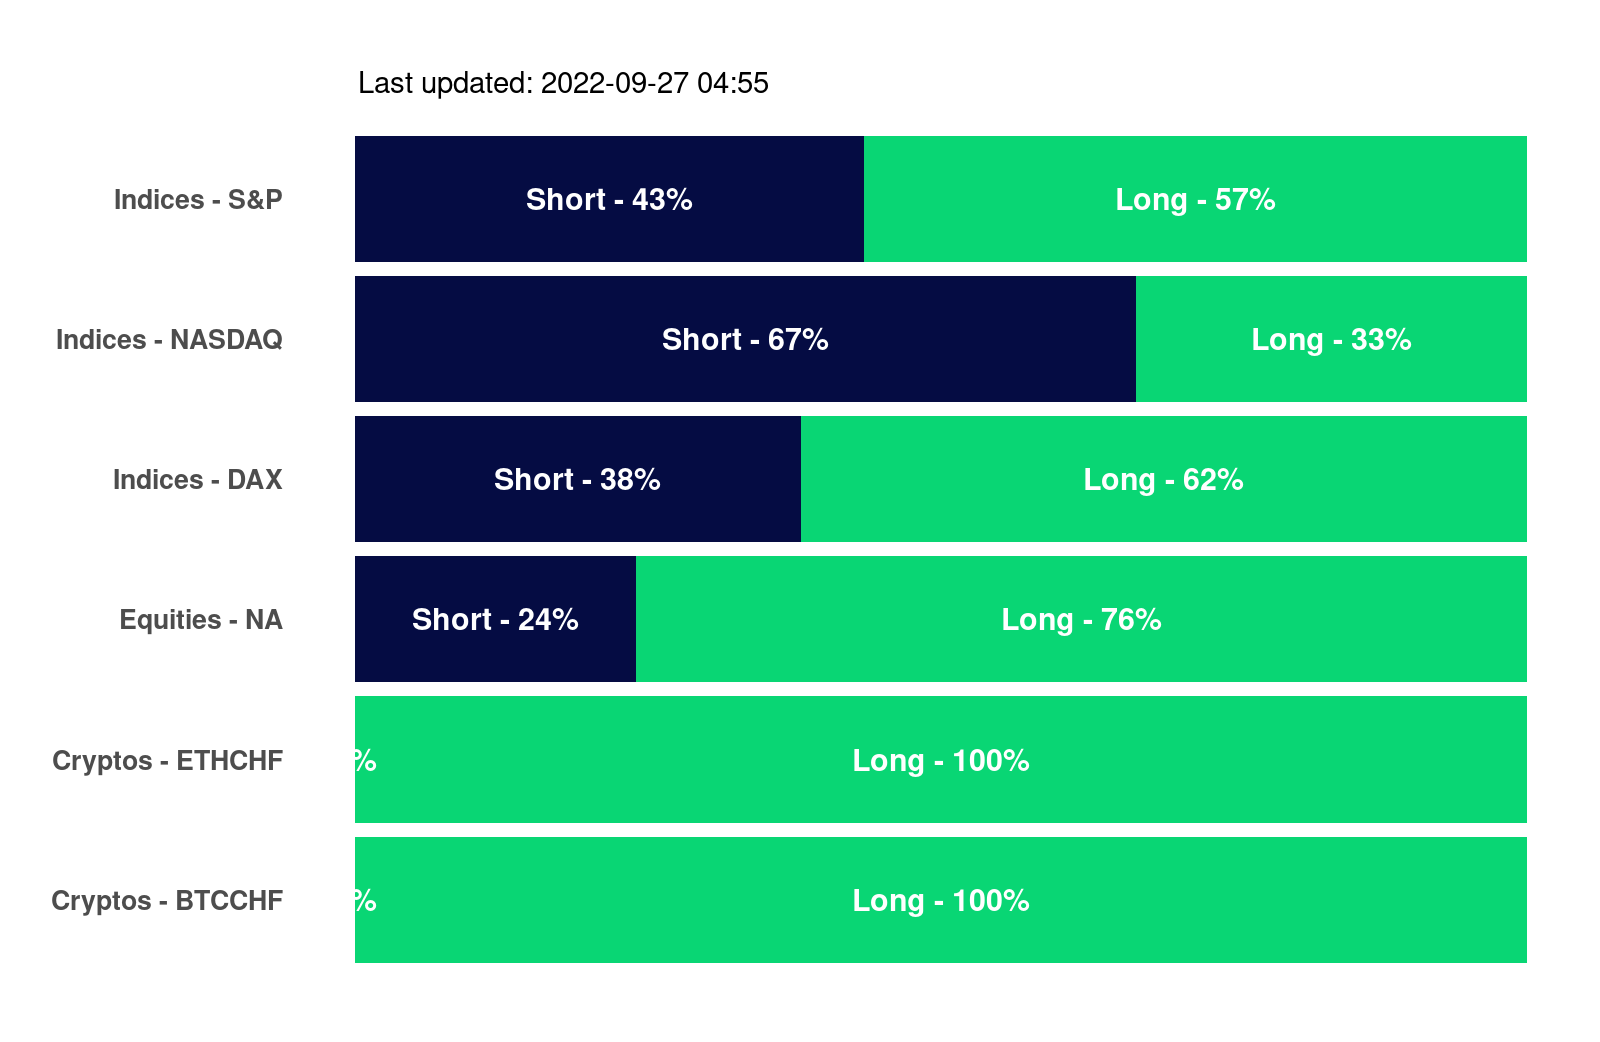 Last updated: 2022-09-27 04:55
Indices - S&P Short - 43% Long - 57%
Indices - NASDAQ Short - 67% Long - 33%
Indices - DAX Short - 38% Long - 62%
Equities - NA Short - 24% Long - 76%
Cryptos - ETHCHF % Long - 100%
Cryptos - BTCCHF % Long - 100%